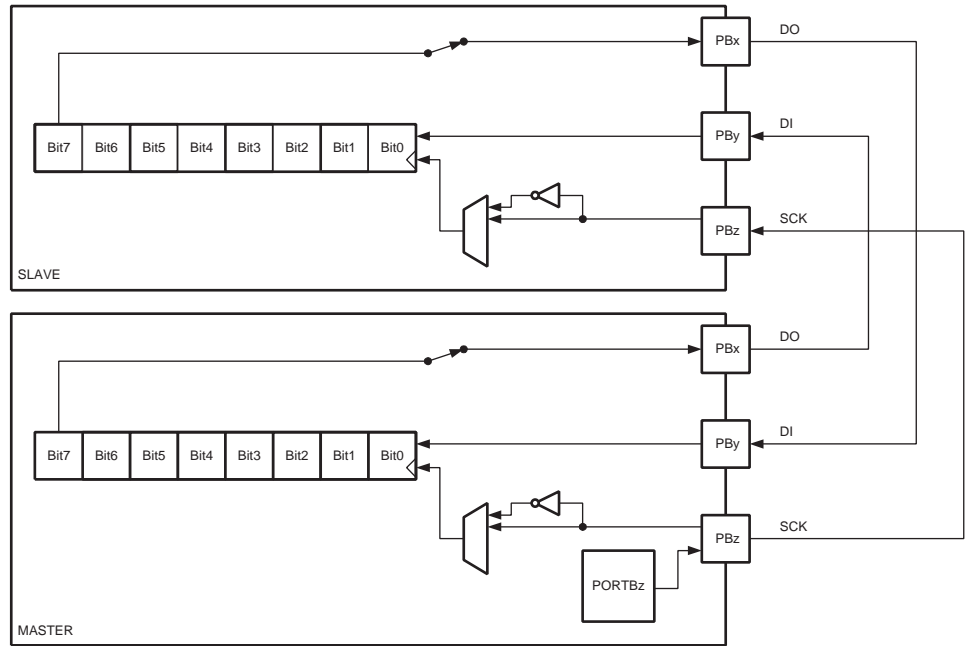 PBx DO
Bit7 Bit6 Bit5 Bit4 Bit3 Bit2 Bit1 Bit0
PBy DI
PBz SCK
SLAVE
PBx DO
Bit7 Bit6 Bit5 Bit4 Bit3 Bit2 Bit1 Bit0
PBy DI
PBz SCK
PORTBz
MASTER